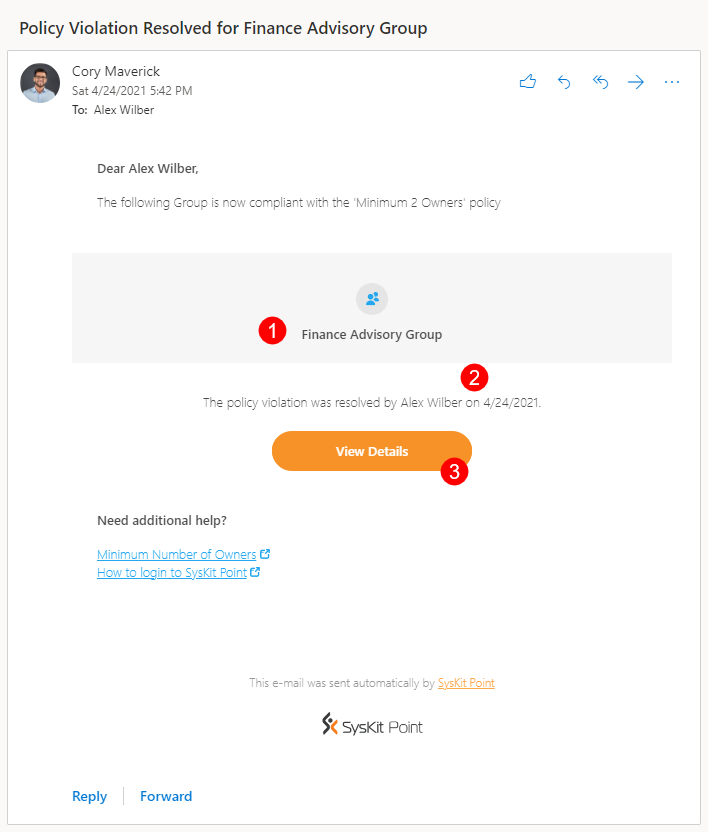 Policy Violation Resolved for Finance Advisory Group
Cory Maverick
Sat 4/24/2021 5:42 PM
To: Alex Wilber
Dear Alex Wilber,
The following Group is now compliant with the 'Minimum 2 Owners' policy
1
Finance Advisory Group
2
The policy violation was resolved by Alex Wilber on 4/24/2021.
View Details
3
Need additional help?
Minimum Number of Owners
How to login to SysKit Point
This e-mail was sent automatically by SysKit Point
SysKit Point
Reply Forward